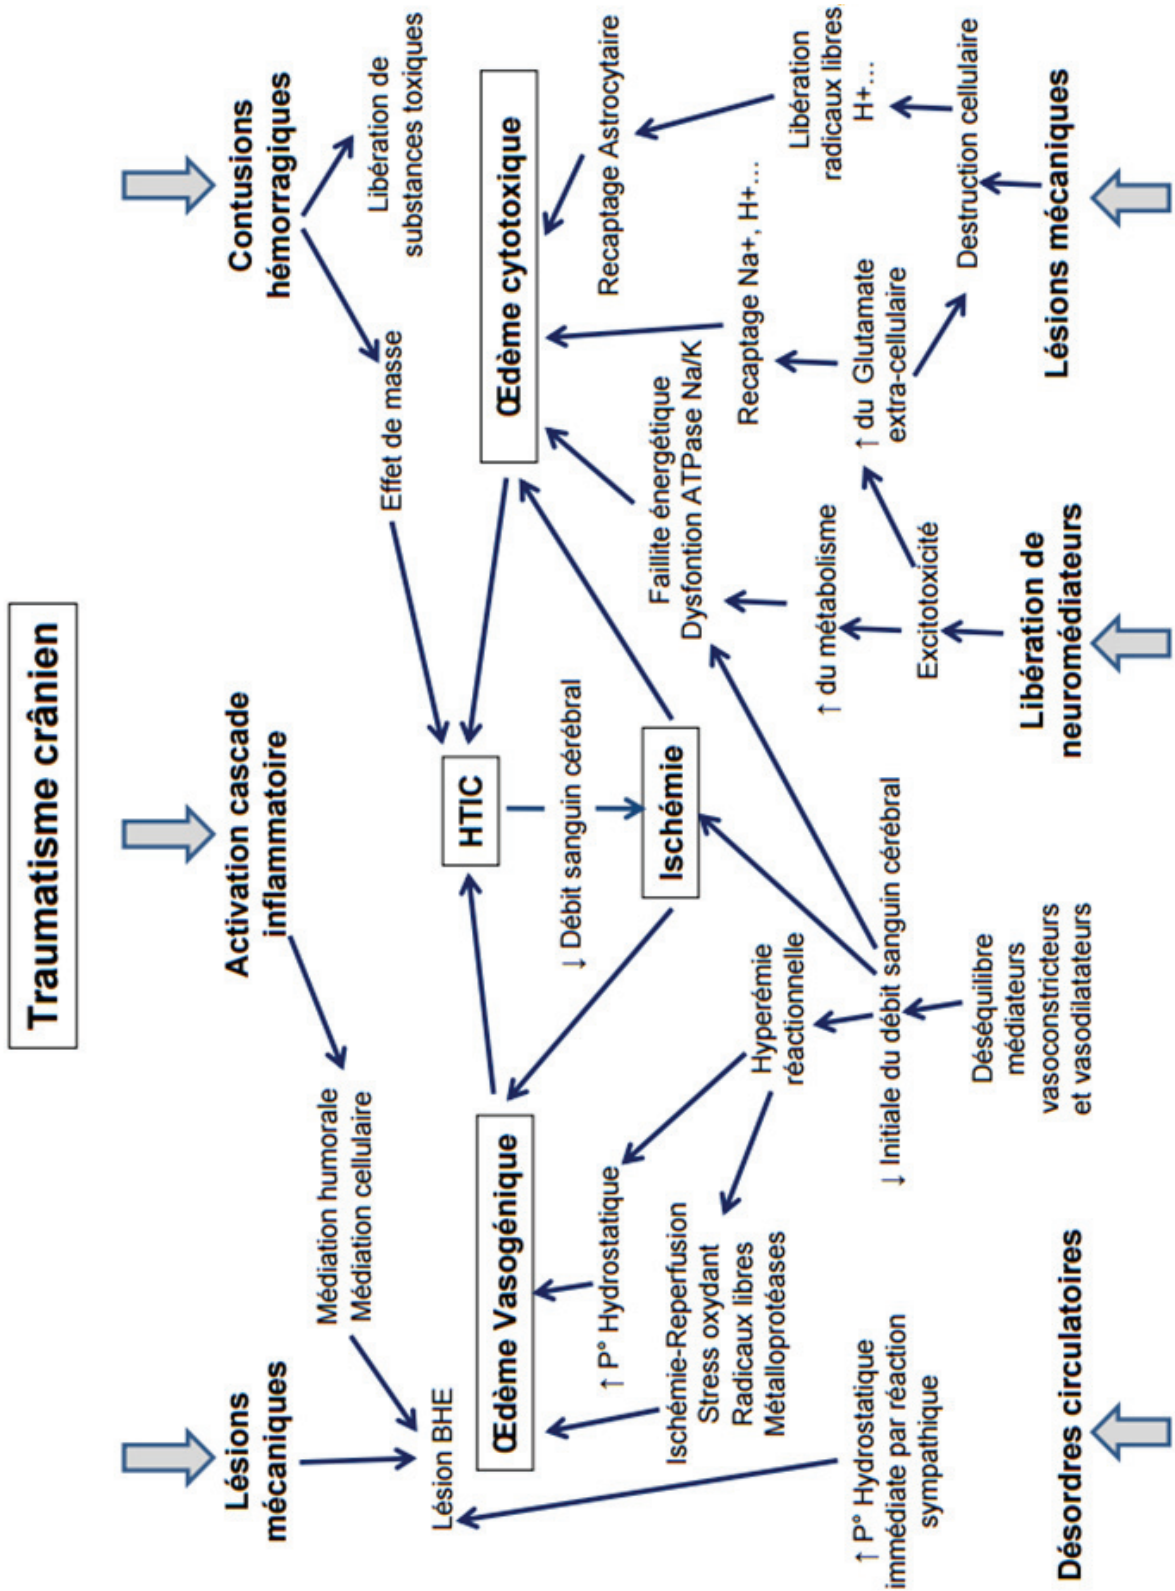 Traumatisme crânien
Lésions
mécaniques
Activation cascade
inflammatoire
Contusions
hémorragiques
Médiation humorale
Médiation cellulaire
Libération de
substances toxiques
Effet de masse
Lésion BHE
HTIC
Œdème Vasogénique
Œdème cytotoxique
↓ Débit sanguin cérébral
↑ P° Hydrostatique
Recaptage Astrocytaire
Ischémie
Ischémie-Reperfusion
Stress oxydant
Radicaux libres
Métalloprotéases
Faillite énergétique
Dysfontion ATPase Na/K
Recaptage Na+, H+...
Libération
radicaux libres,
H+...
Hyperémie
réactionnelle
↑ du métabolisme
↑ du Glutamate
extra-cellulaire
↑ P° Hydrostatique
immédiate par réaction
sympathique
↓ Initiale du débit sanguin cérébral
Excitotoxicité
Destruction cellulaire
Déséquilibre
médiateurs
vasoconstricteurs
et vasodilatateurs
Désordres circulatoires
Libération de
neuromédiateurs
Lésions mécaniques